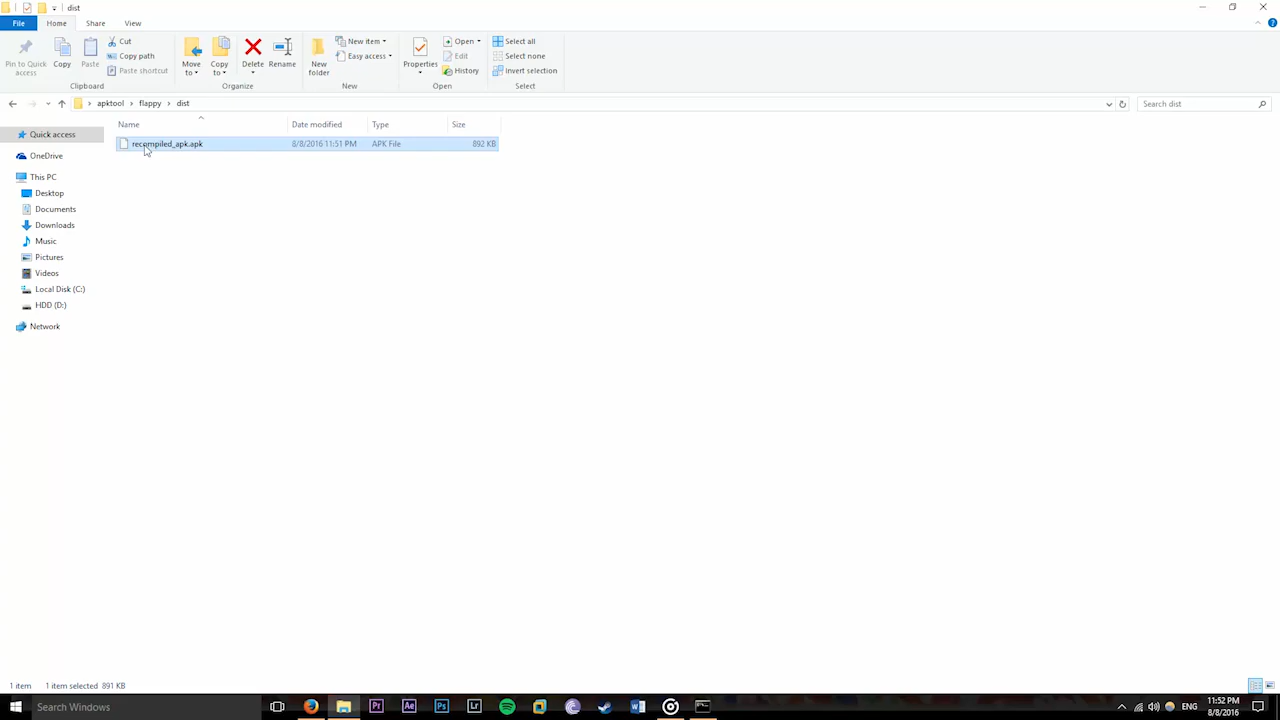 dist
File
Home
Share
View
Pin to Quick access
Copy
Paste
Cut
Copy path
Paste shortcut
Clipboard
Move to
Copy to
Delete
Rename
Organize
New folder
New item
Easy access
New
Properties
Open
Edit
History
Open
Select all
Select none
Invert selection
Select
apktool
flappy
dist
Search dist
Name
Date modified
Type
Size
recompiled_apk.apk
8/8/2016 11:51 PM
APK File
892 KB
Quick access
OneDrive
This PC
Desktop
Documents
Downloads
Music
Pictures
Videos
Local Disk (C:)
HDD (D:)
Network
1 item
1 item selected 891 KB
Search Windows
Pr
Ae
Ps
Lr
ENG
11:52 PM
8/8/2016